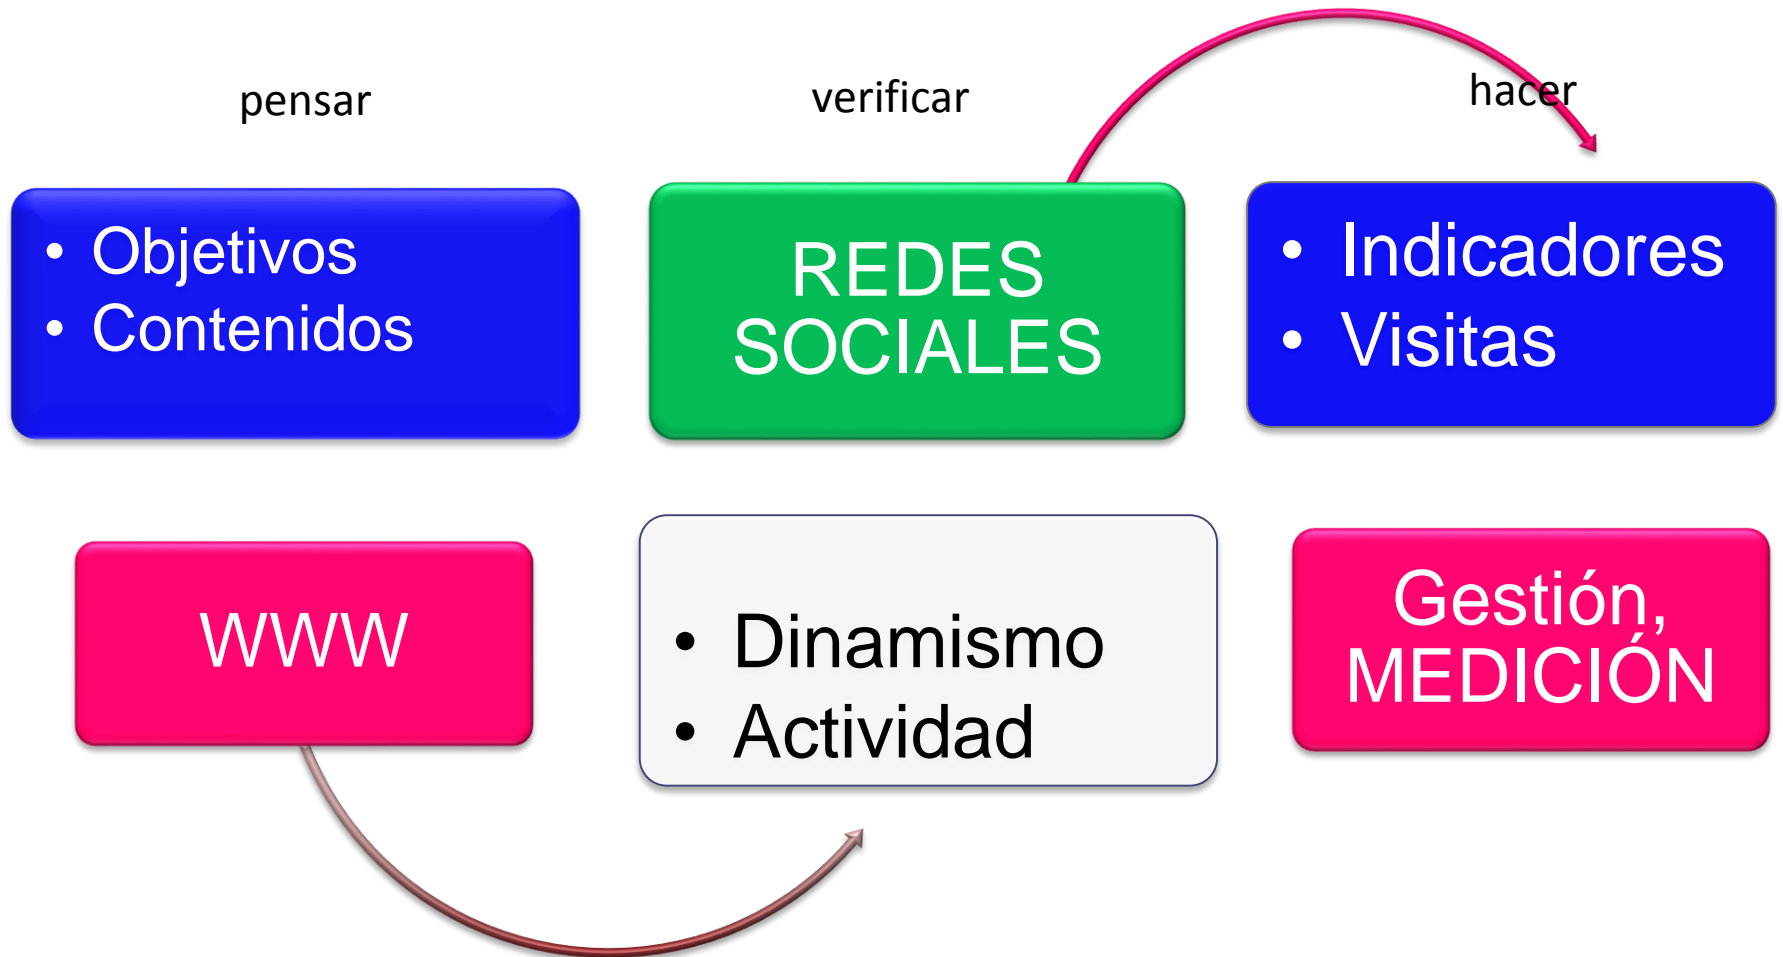 pensar
verificar
hacer
• Objetivos
• Contenidos
REDES
SOCIALES
• Indicadores
• Visitas
WWW
• Dinamismo
• Actividad
Gestión,
MEDICIÓN